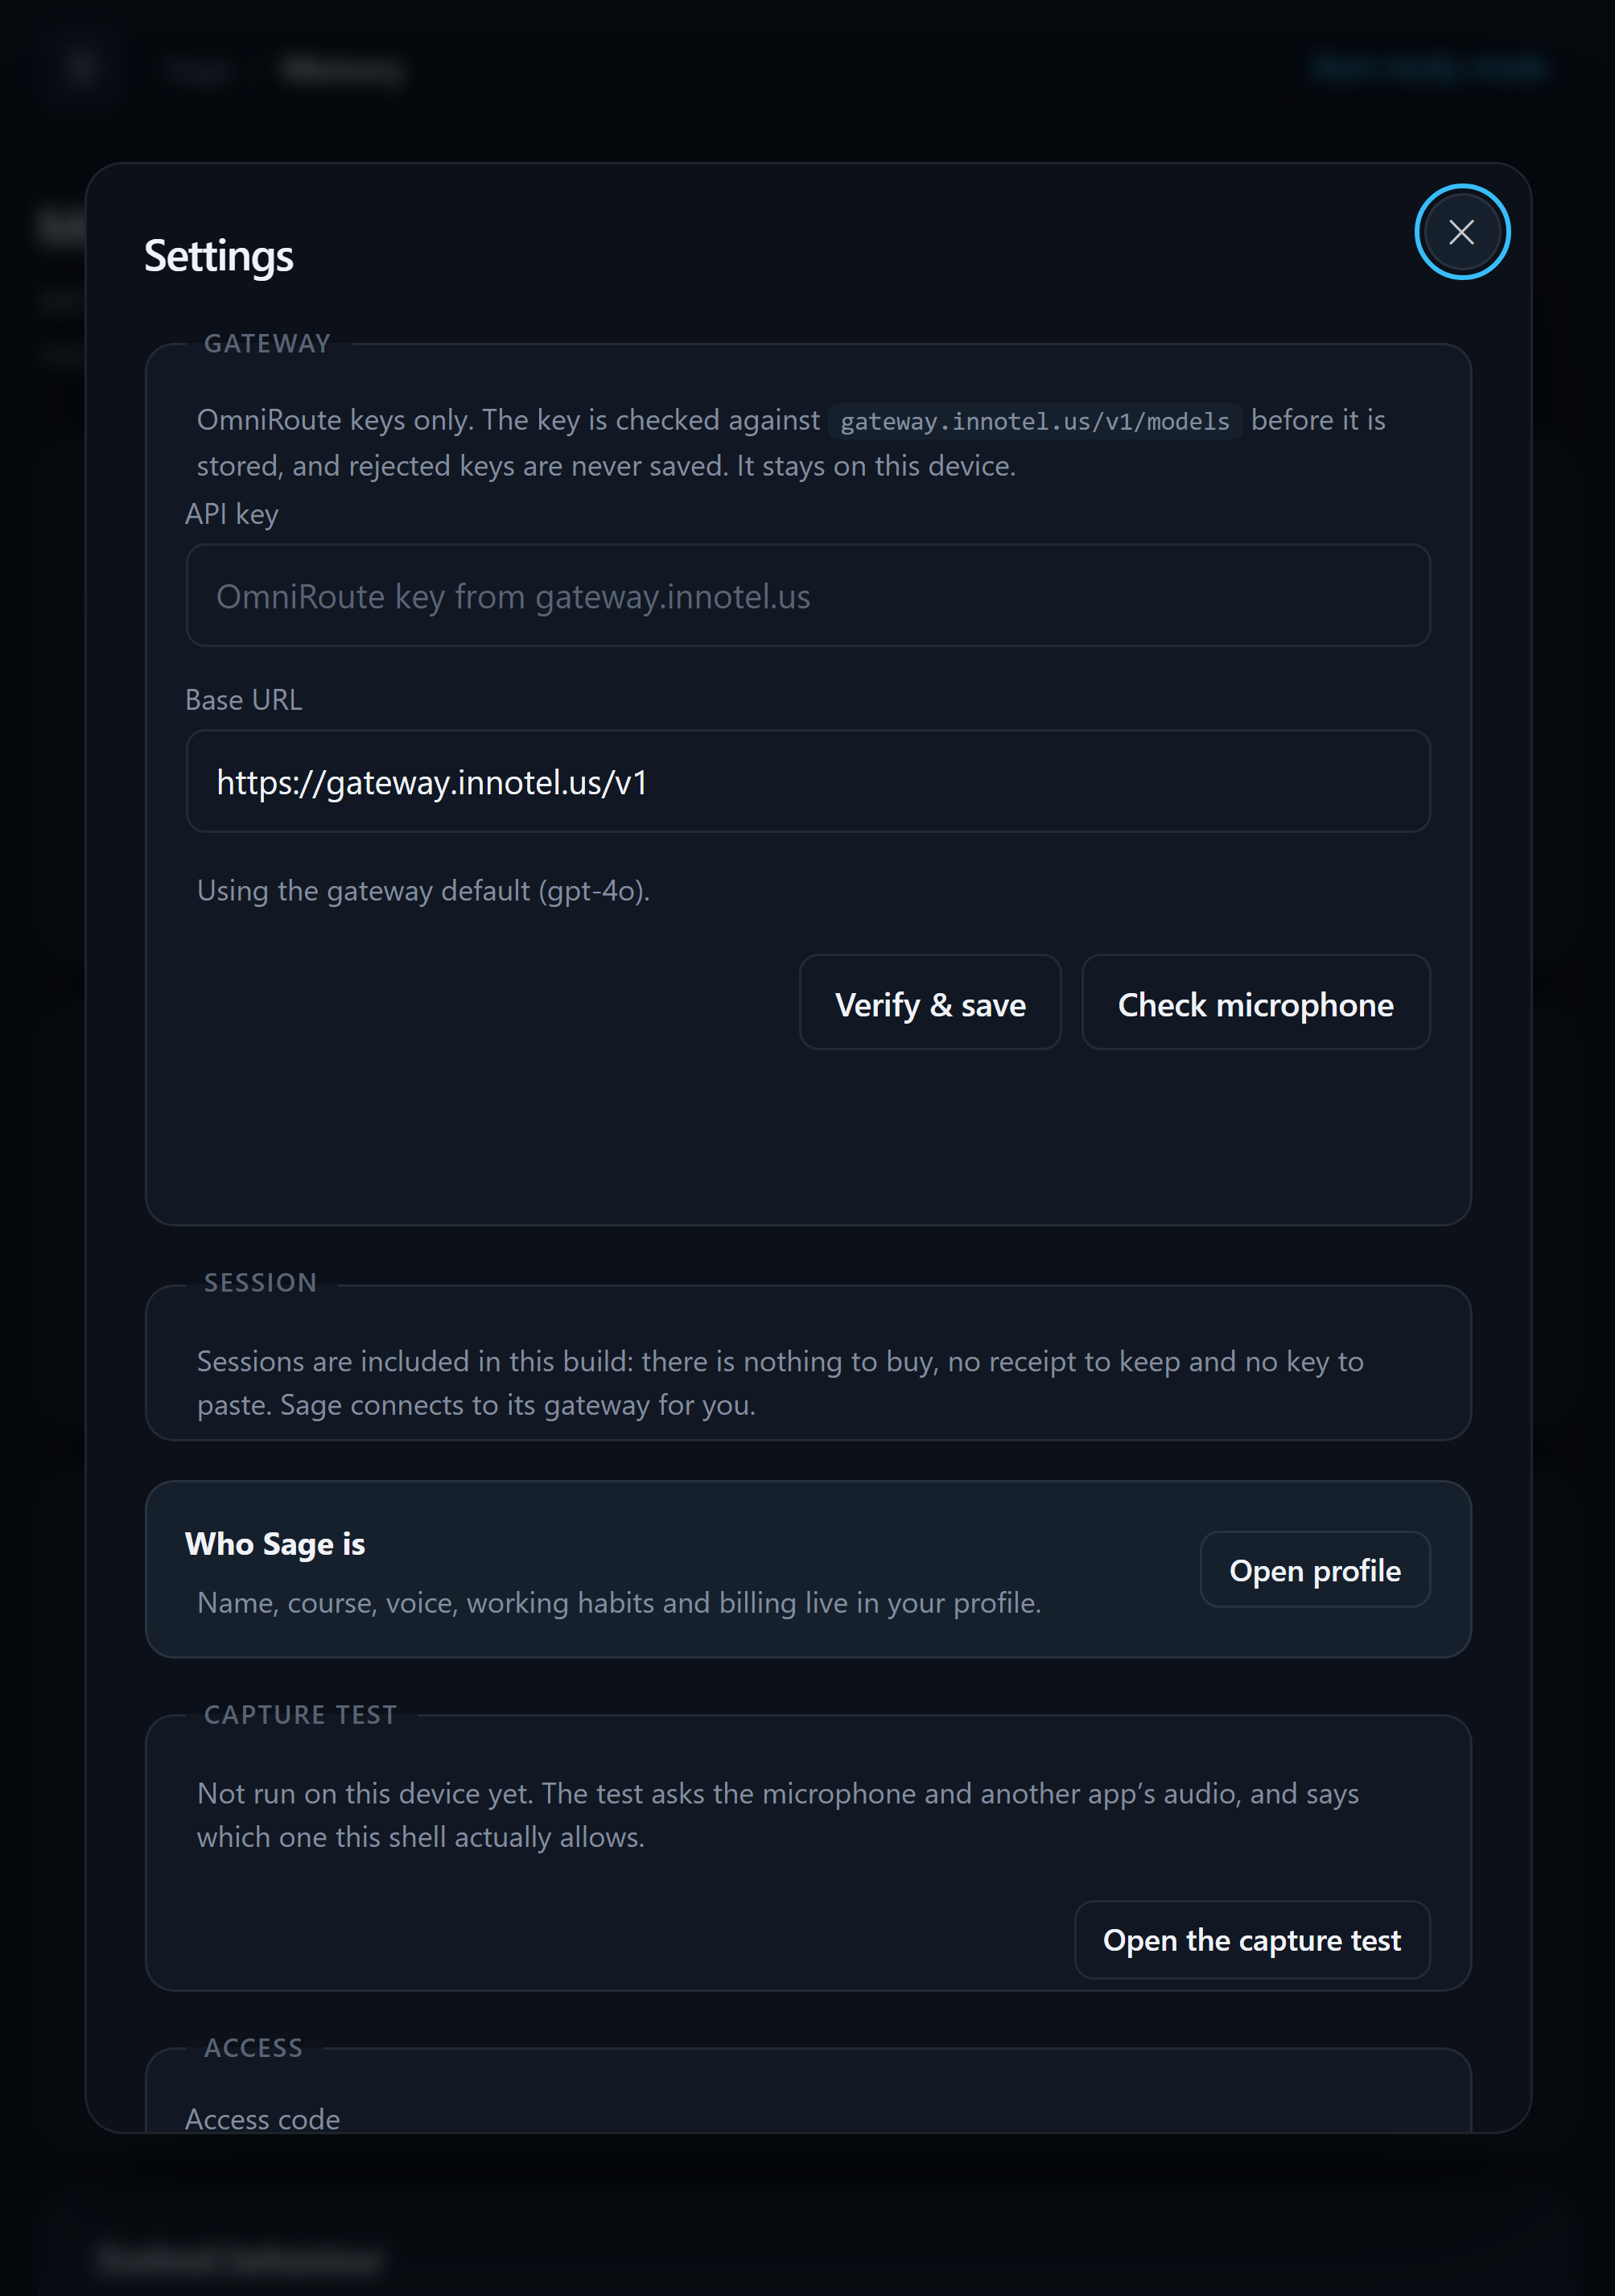 Settings
GATEWAY
OmniRoute keys only. The key is checked against gateway.innotel.us/v1/models before it is
stored, and rejected keys are never saved. It stays on this device.
API key
OmniRoute key from gateway.innotel.us
Base URL
https://gateway.innotel.us/v1
Using the gateway default (gpt-4o).
Verify & save Check microphone
SESSION
Sessions are included in this build: there is nothing to buy, no receipt to keep and no key to
paste. Sage connects to its gateway for you.
Who Sage is
Open profile
Name, course, voice, working habits and billing live in your profile.
CAPTURE TEST
Not run on this device yet. The test asks the microphone and another app’s audio, and says
which one this shell actually allows.
Open the capture test
ACCESS
Access code